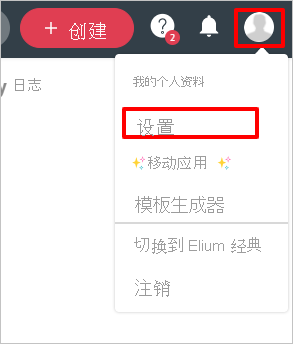 + 创建
? 2
y 日志
我的个人资料
设置
✨移动应用 ✨
模板生成器
切换到 Elium 经典
注销